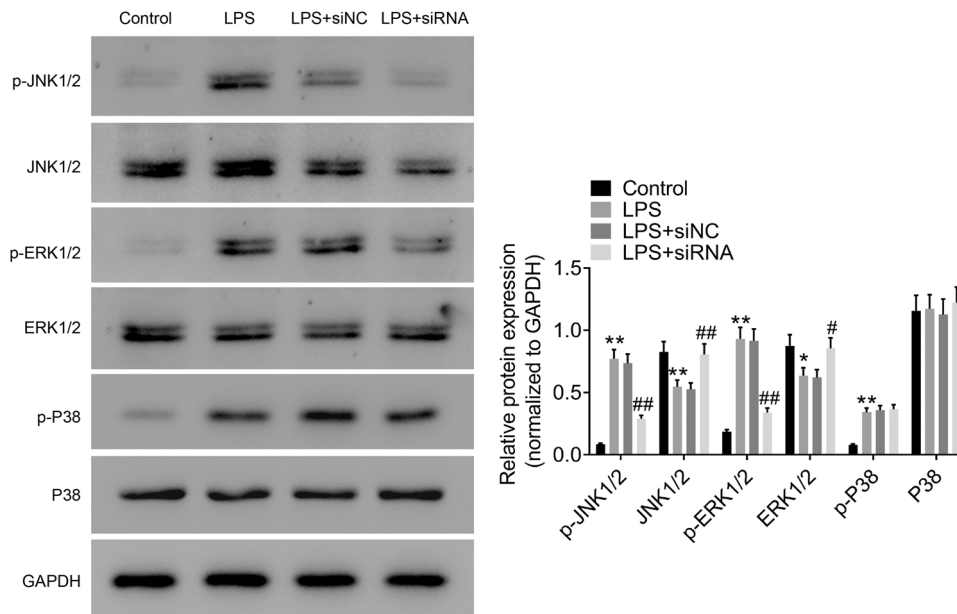 Control LPS LPS+siNC LPS+siRNA
p-JNK1/2
JNK1/2
p-ERK1/2
ERK1/2
p-P38
P38
GAPDH
Control
LPS
LPS+siNC
LPS+siRNA
Relative protein expression
(normalized to GAPDH)
1.5
1.0
0.5
0.0
** ## ** ## ** ## * # **
p-JNK1/2 JNK1/2 p-ERK1/2 ERK1/2 p-P38 P38